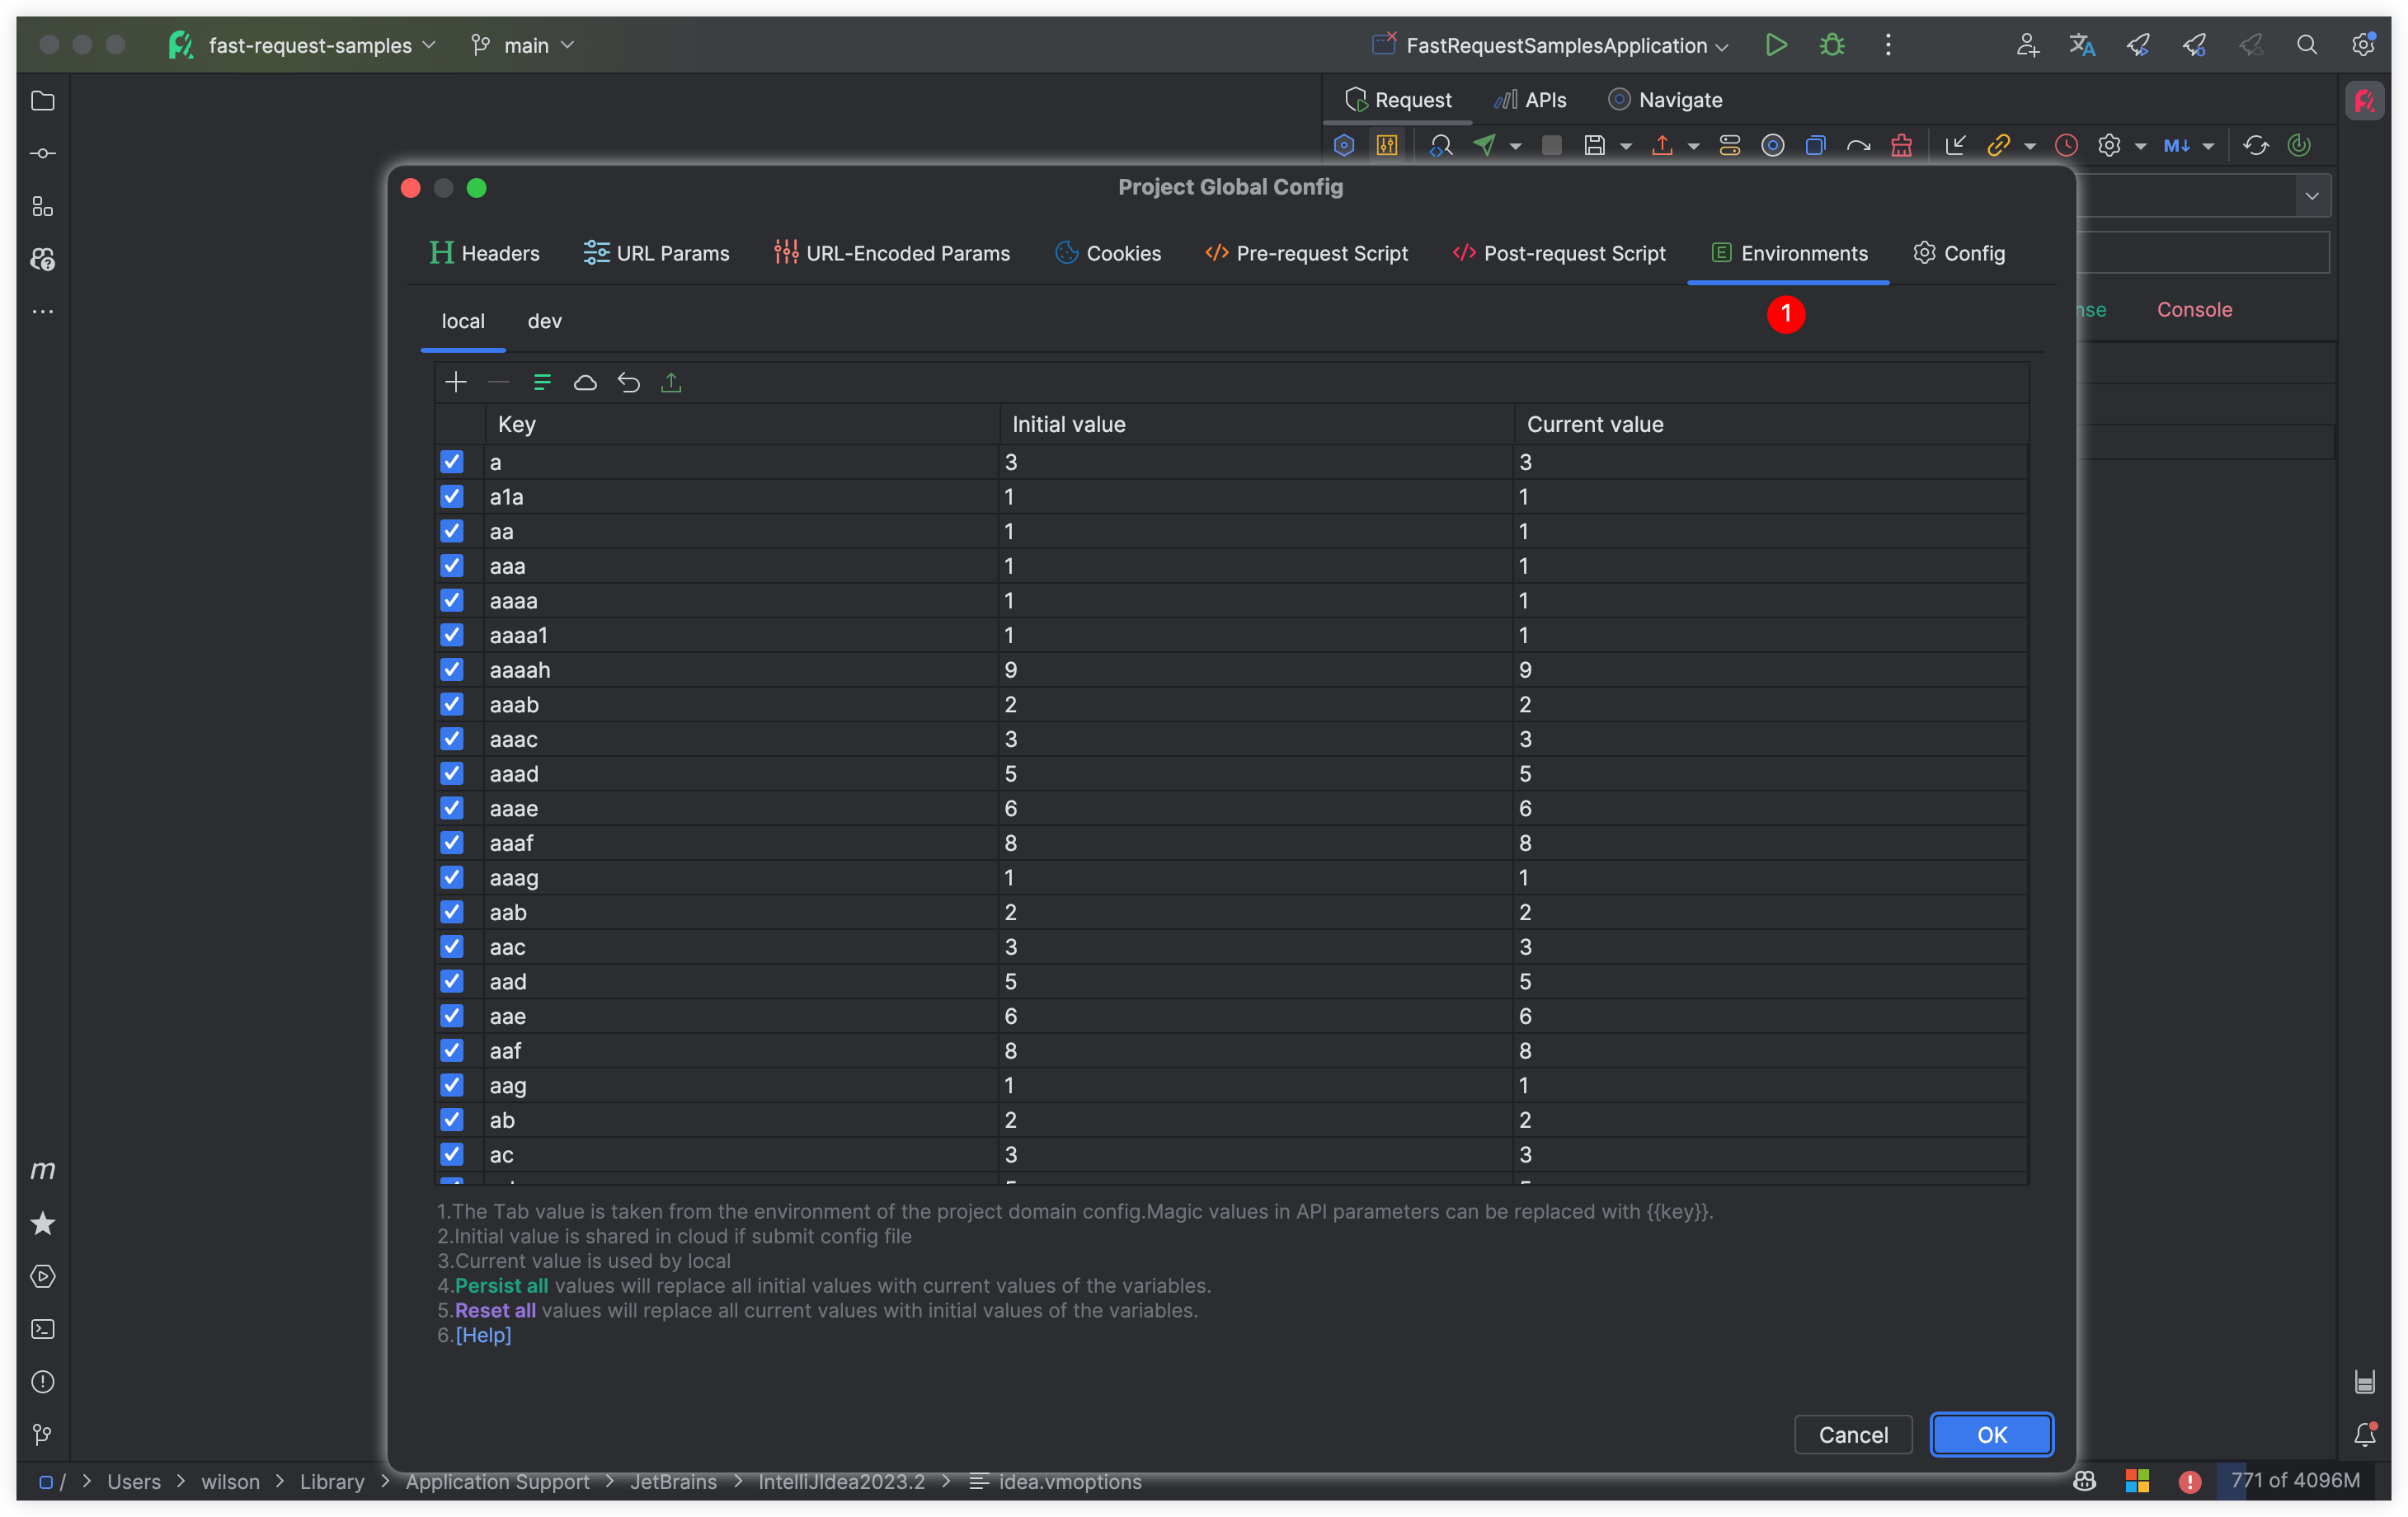 fast-request-samples main FastRequestSamplesApplication
Request APIs Navigate
M↓
Project Global Config
H Headers URL Params URL-Encoded Params Cookies </> Pre-request Script </> Post-request Script E Environments Config
1
local dev
nse Console
Key Initial value Current value
a 3 3
a1a 1 1
aa 1 1
aaa 1 1
aaaa 1 1
aaaa1 1 1
aaaah 9 9
aaab 2 2
aaac 3 3
aaad 5 5
aaae 6 6
aaaf 8 8
aaag 1 1
aab 2 2
aac 3 3
aad 5 5
aae 6 6
aaf 8 8
aag 1 1
ab 2 2
ac 3 3
1.The Tab value is taken from the environment of the project domain config.Magic values in API parameters can be replaced with {{key}}.
2.Initial value is shared in cloud if submit config file
3.Current value is used by local
4.Persist all values will replace all initial values with current values of the variables.
5.Reset all values will replace all current values with initial values of the variables.
6.[Help]
Cancel OK
/ > Users > wilson > Library > Application Support > JetBrains > IntelliJIdea2023.2 > idea.vmoptions 771 of 4096M